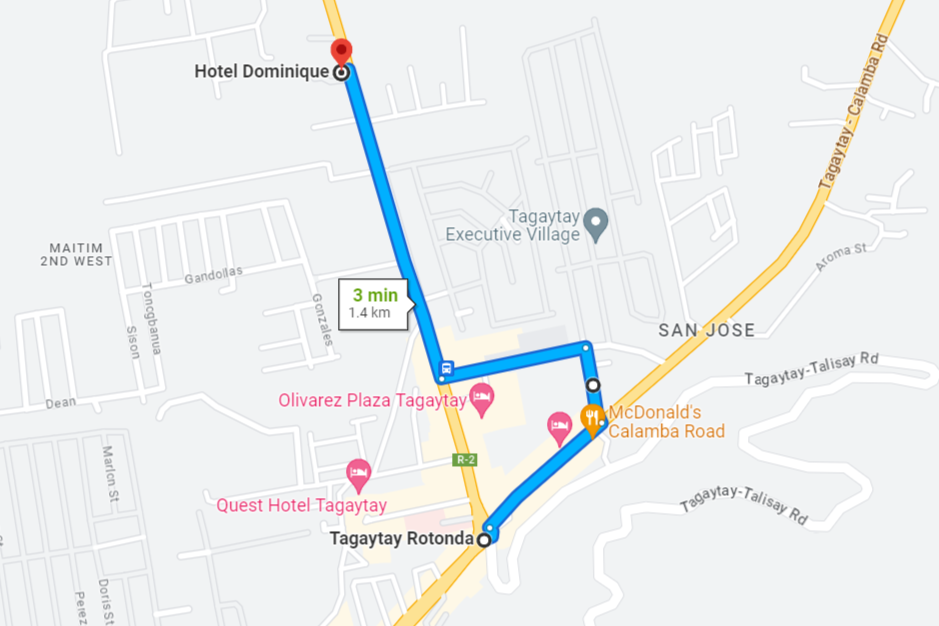 Hotel Dominique
Tagaytay - Calamba Rd
Tagaytay
Executive Village
MAITIM
2ND WEST
Aroma St
Gandollas
Toncgbanua
Sison
Gonzales
3 min
1.4 km
SAN JOSE
Tagaytay-Talisay Rd
Dean
Olivarez Plaza Tagaytay
McDonald's
Calamba Road
R-2
Marlcn St
Quest Hotel Tagaytay
Tagaytay-Talisay Rd
Tagaytay Rotonda
Perez
Doris St